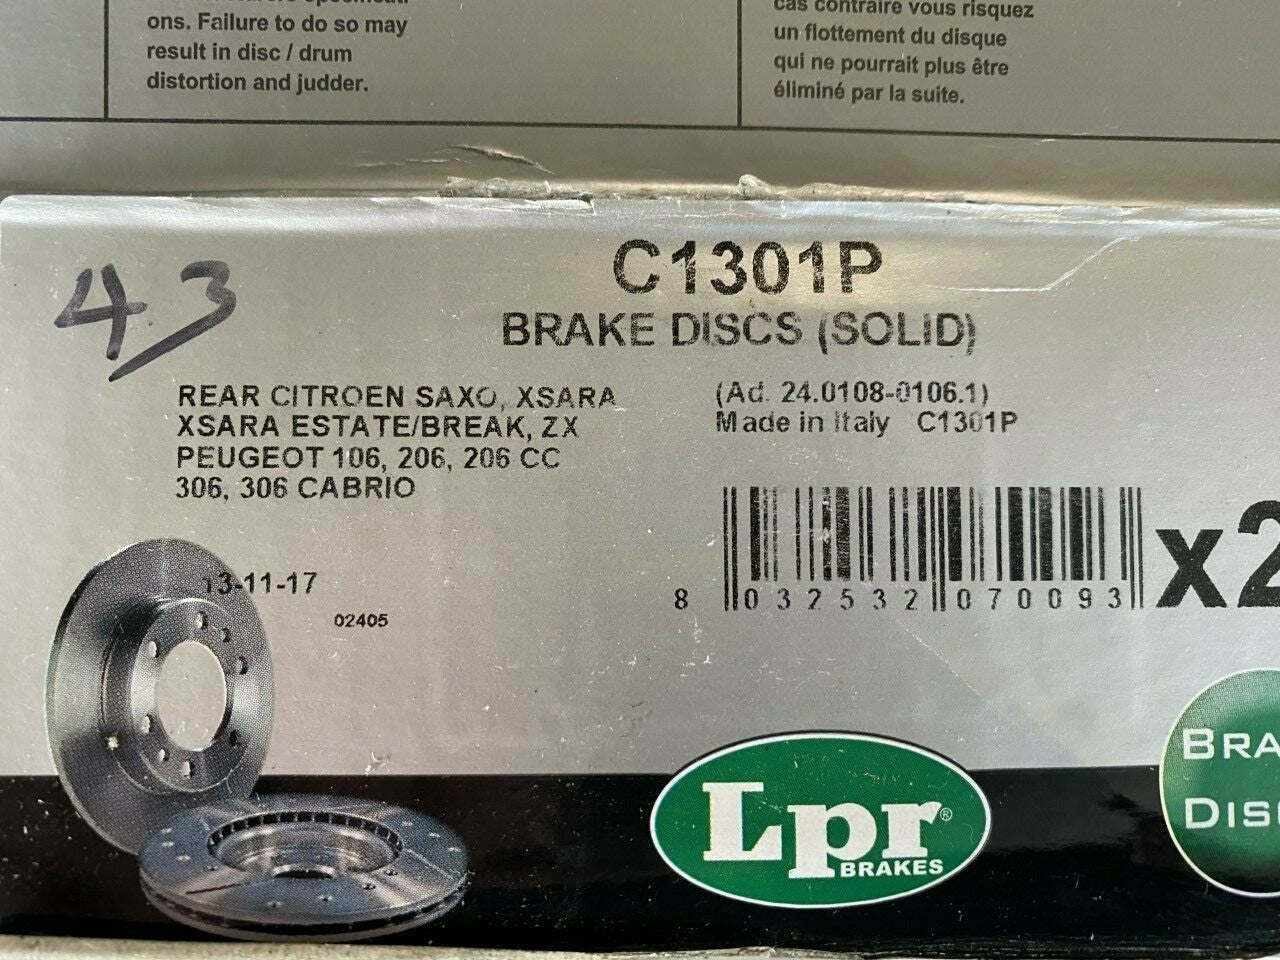 ons. Failure to do so may
result in disc / drum
distortion and judder.
cas contraire vous risquez
un flottement du disque
qui ne pourrait plus être
éliminé par la suite.
43
C1301P
BRAKE DISCS (SOLID)
REAR CITROEN SAXO, XSARA
XSARA ESTATE/BREAK, ZX
PEUGEOT 106, 206, 206 CC
306, 306 CABRIO
(Ad. 24.0108-0106.1)
Made in Italy C1301P
13-11-17
02405
8 032532 070093
x2
Lpr®
BRAKES
BRA
DIS